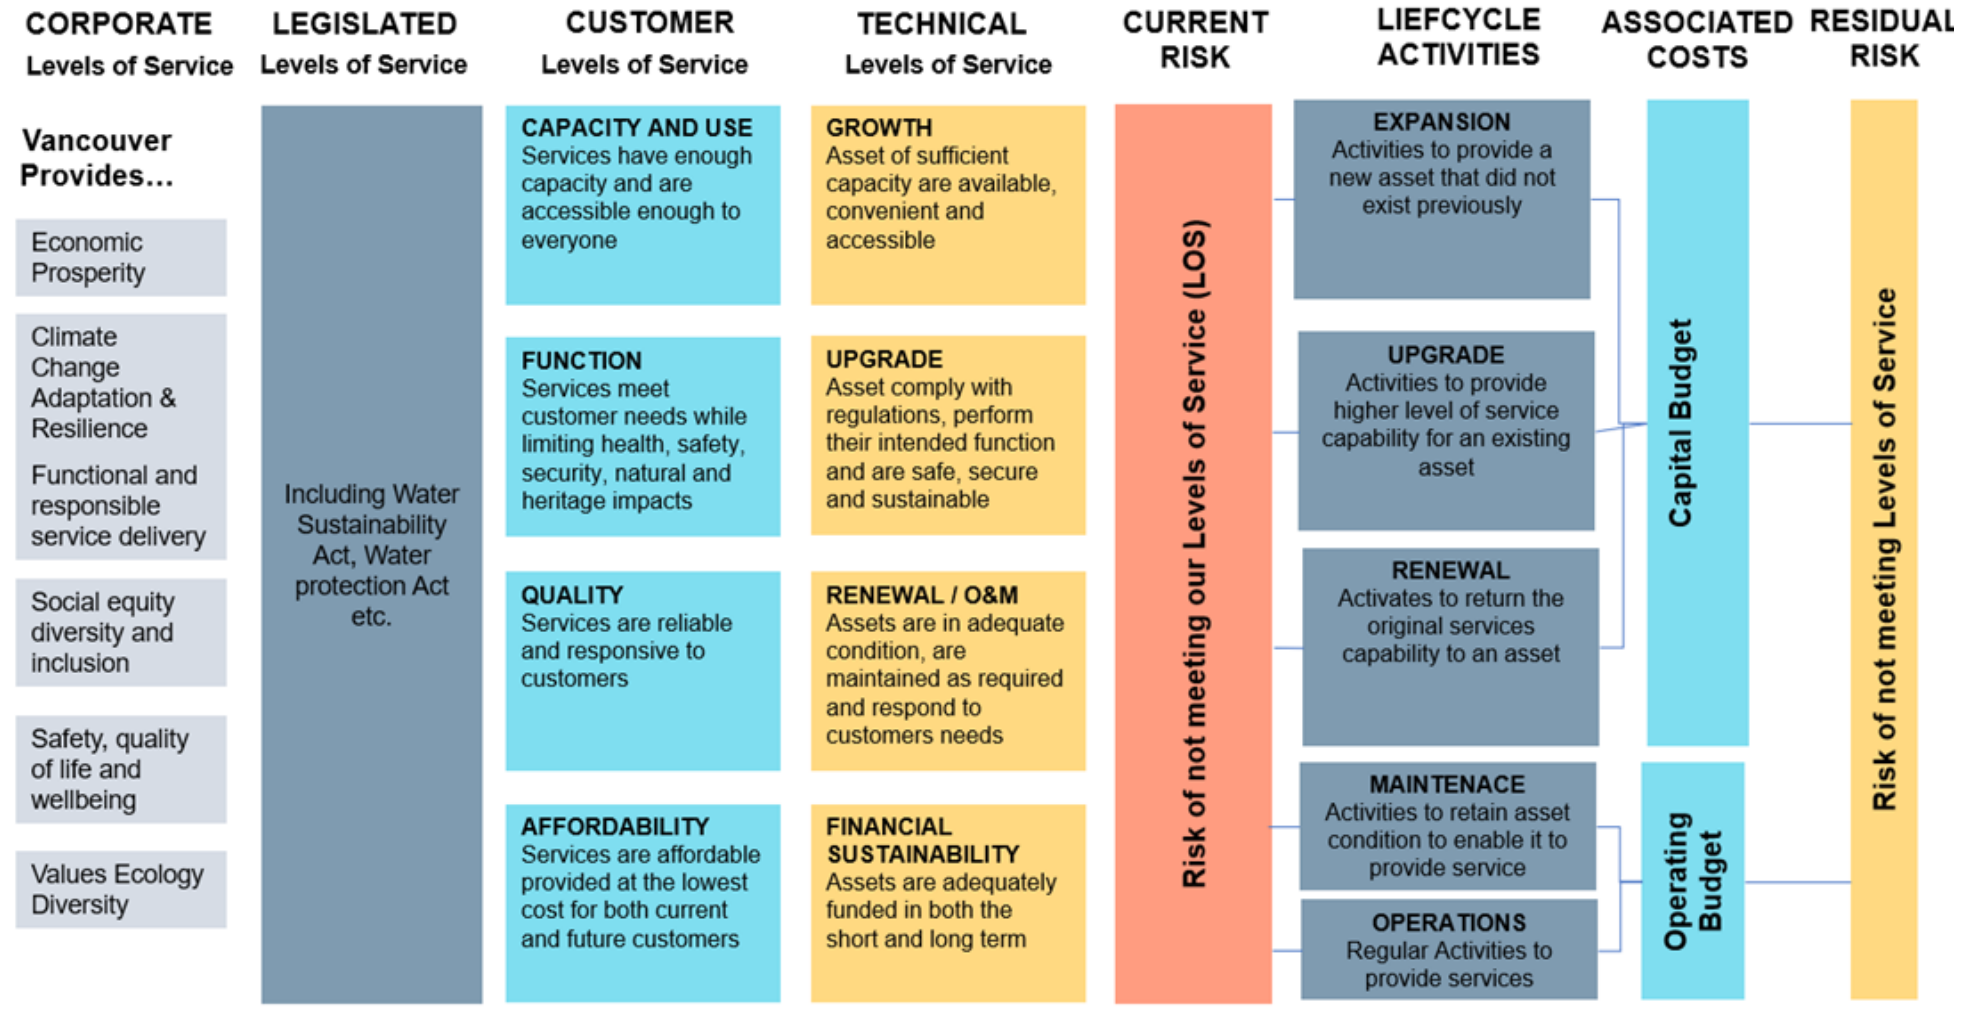 CORPORATE
Levels of Service
Vancouver
Provides...
Economic
Prosperity
Climate
Change
Adaptation &
Resilience
Functional and
responsible
service delivery
Social equity
diversity and
inclusion
Safety, quality
of life and
wellbeing
Values Ecology
Diversity
LEGISLATED
Levels of Service
Including Water
Sustainability
Act, Water
protection Act
etc.
CUSTOMER
Levels of Service
CAPACITY AND USE
Services have enough
capacity and are
accessible enough to
everyone
FUNCTION
Services meet
customer needs while
limiting health, safety,
security, natural and
heritage impacts
QUALITY
Services are reliable
and responsive to
customers
AFFORDABILITY
Services are affordable
provided at the lowest
cost for both current
and future customers
TECHNICAL
Levels of Service
GROWTH
Asset of sufficient
capacity are available,
convenient and
accessible
UPGRADE
Asset comply with
regulations, perform
their intended function
and are safe, secure
and sustainable
RENEWAL / O&M
Assets are in adequate
condition, are
maintained as required
and respond to
customers needs
FINANCIAL
SUSTAINABILITY
Assets are adequately
funded in both the
short and long term
CURRENT
RISK
Risk of not meeting our Levels of Service (LOS)
LIEFCYCLE
ACTIVITIES
EXPANSION
Activities to provide a
new asset that did not
exist previously
UPGRADE
Activities to provide
higher level of service
capability for an existing
asset
RENEWAL
Activates to return the
original services
capability to an asset
MAINTENACE
Activities to retain asset
condition to enable it to
provide service
OPERATIONS
Regular Activities to
provide services
ASSOCIATED
COSTS
Capital Budget
Operating
Budget
RESIDUAL
RISK
Risk of not meeting Levels of Service